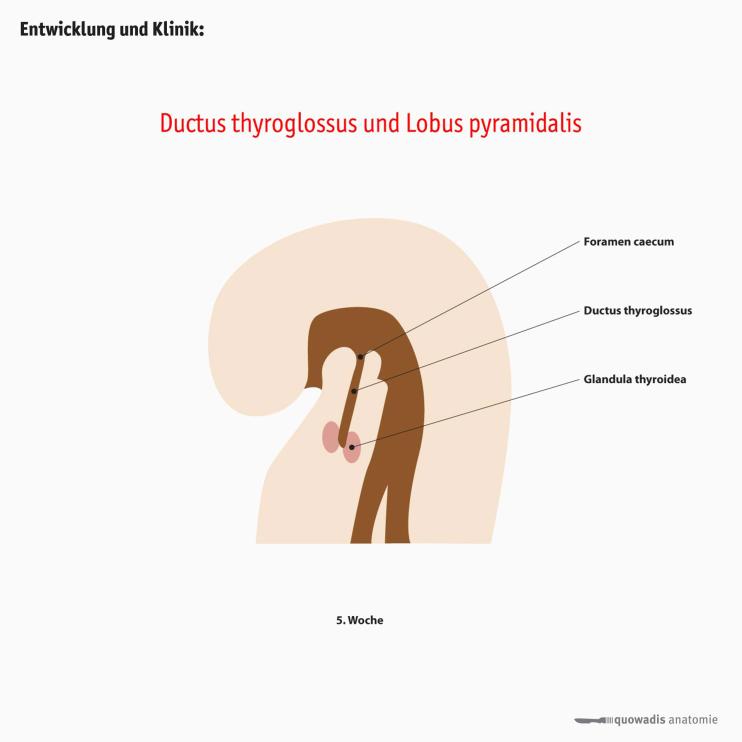 Entwicklung und Klinik:
Ductus thyroglossus und Lobus pyramidalis
Foramen caecum
Ductus thyroglossus
Glandula thyroidea
5. Woche
quowadis anatomie